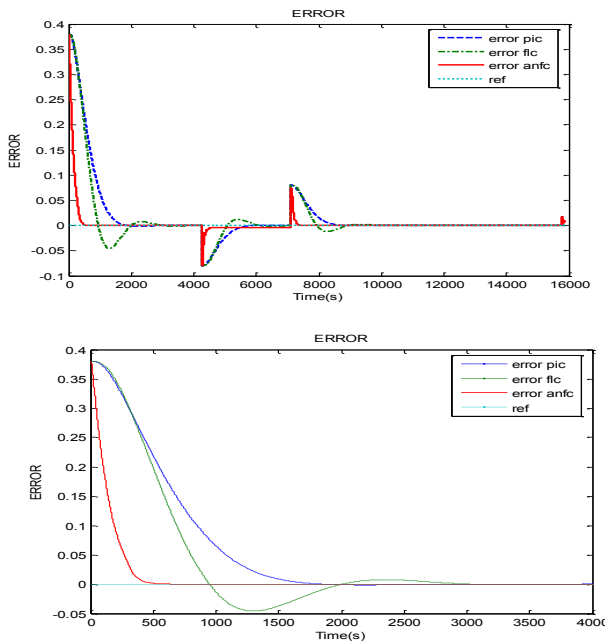 ERROR
0.4
0.35
0.3
0.25
0.2
0.15
0.1
0.05
0
-0.05
-0.1
ERROR
error pic
error flc
error anfc
ref
0 2000 4000 6000 8000 10000 12000 14000 16000
Time(s)
ERROR
0.4
0.35
0.3
0.25
0.2
0.15
0.1
0.05
0
-0.05
ERROR
error pic
error flc
error anfc
ref
0 500 1000 1500 2000 2500 3000 3500 4000
Time(s)